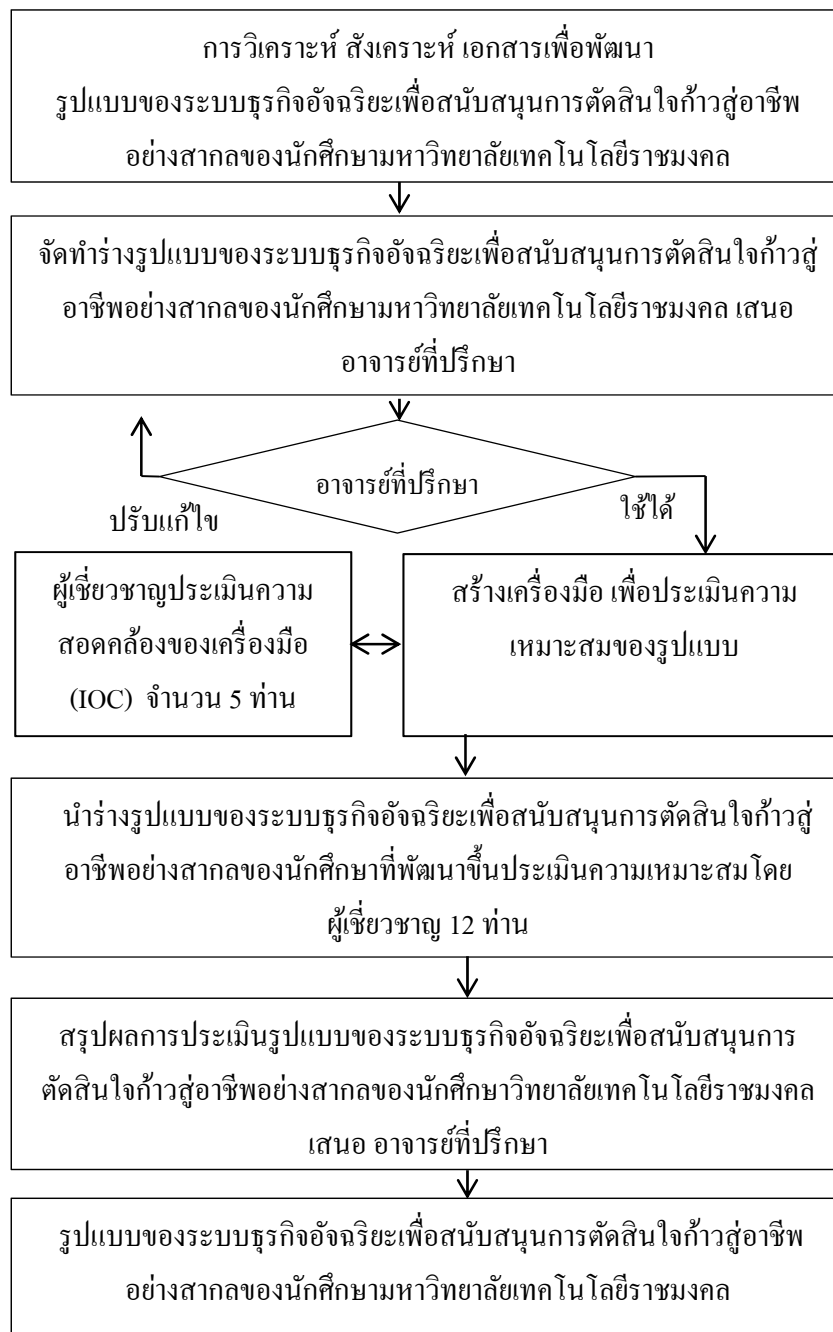 การวิเคราะห์ สังเคราะห์ เอกสารเพื่อพัฒนา
รูปแบบของระบบธุรกิจอัจฉริยะเพื่อสนับสนุนการตัดสินใจก้าวสู่อาชีพ
อย่างสากลของนักศึกษามหาวิทยาลัยเทคโนโลยีราชมงคล
จัดทำร่างรูปแบบของระบบธุรกิจอัจฉริยะเพื่อสนับสนุนการตัดสินใจก้าวสู่
อาชีพอย่างสากลของนักศึกษามหาวิทยาลัยเทคโนโลยีราชมงคล เสนอ
อาจารย์ที่ปรึกษา
อาจารย์ที่ปรึกษา
ปรับแก้ไข
ใช้ได้
ผู้เชี่ยวชาญประเมินความ
สอดคล้องของเครื่องมือ
(IOC) จำนวน 5 ท่าน
สร้างเครื่องมือ เพื่อประเมินความ
เหมาะสมของรูปแบบ
นำร่างรูปแบบของระบบธุรกิจอัจฉริยะเพื่อสนับสนุนการตัดสินใจก้าวสู่
อาชีพอย่างสากลของนักศึกษาที่พัฒนาขึ้นประเมินความเหมาะสมโดย
ผู้เชี่ยวชาญ 12 ท่าน
สรุปผลการประเมินรูปแบบของระบบธุรกิจอัจฉริยะเพื่อสนับสนุนการ
ตัดสินใจก้าวสู่อาชีพอย่างสากลของนักศึกษาวิทยาลัยเทคโนโลยีราชมงคล
เสนอ อาจารย์ที่ปรึกษา
รูปแบบของระบบธุรกิจอัจฉริยะเพื่อสนับสนุนการตัดสินใจก้าวสู่อาชีพ
อย่างสากลของนักศึกษามหาวิทยาลัยเทคโนโลยีราชมงคล